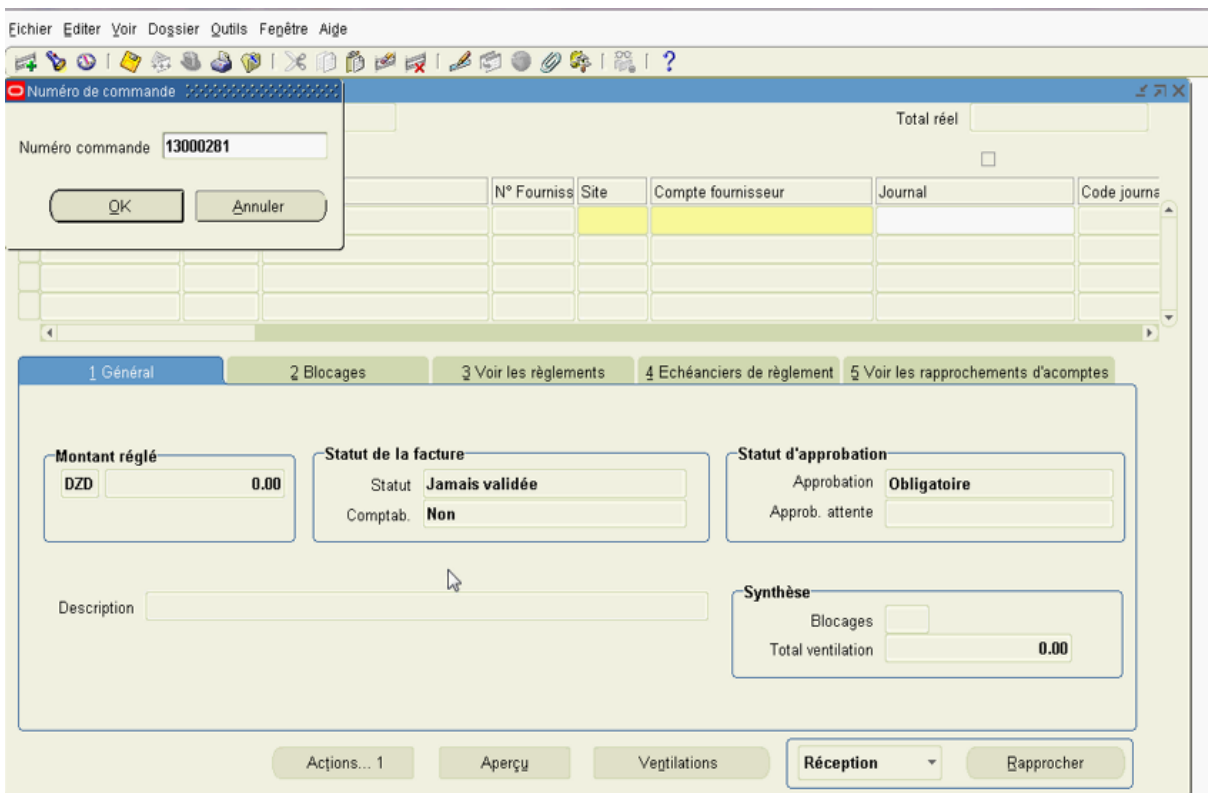 Fichier Editer Voir Dossier Outils Fenêtre Aide
Numéro de commande
Total réel
Numéro commande 13000281
OK Annuler
N° Fourniss Site Compte fournisseur Journal Code journa
1 Général 2 Blocages 3 Voir les règlements 4 Echéanciers de règlement 5 Voir les rapprochements d'acomptes
Montant réglé Statut de la facture Statut d'approbation
DZD 0.00 Statut Jamais validée Approbation Obligatoire
Comptab. Non Approb. attente
Description
Synthèse
Blocages
Total ventilation 0.00
Actions... 1 Aperçu Ventilations Réception Rapprocher